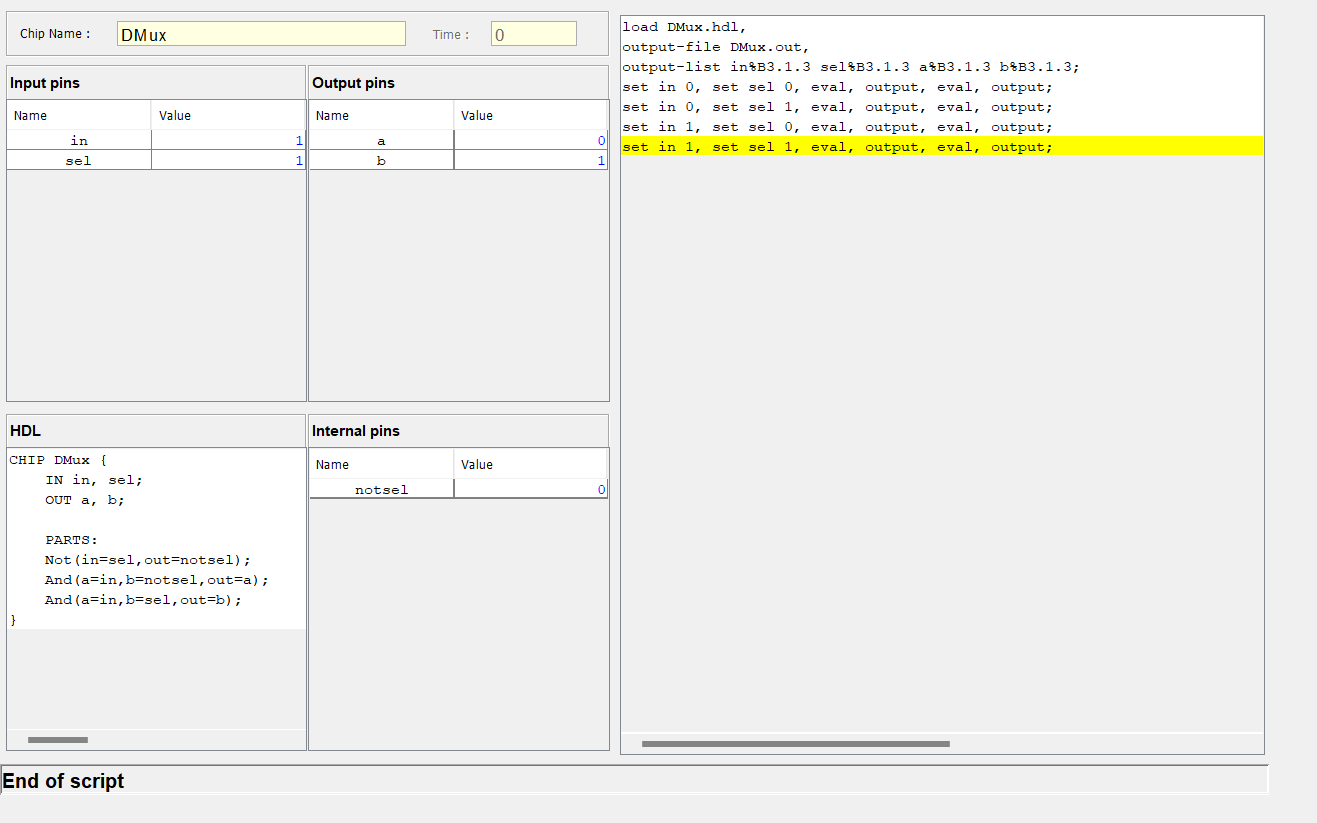 Chip Name : DMux Time : 0
Input pins
Name Value
in 1
sel 1
Output pins
Name Value
a 0
b 1
HDL
CHIP DMux {
IN in, sel;
OUT a, b;
PARTS:
Not(in=sel,out=notsel);
And(a=in,b=notsel,out=a);
And(a=in,b=sel,out=b);
}
Internal pins
Name Value
notsel 0
load DMux.hdl,
output-file DMux.out,
output-list in%B3.1.3 sel%B3.1.3 a%B3.1.3 b%B3.1.3;
set in 0, set sel 0, eval, output, eval, output;
set in 0, set sel 1, eval, output, eval, output;
set in 1, set sel 0, eval, output, eval, output;
set in 1, set sel 1, eval, output, eval, output;
End of script